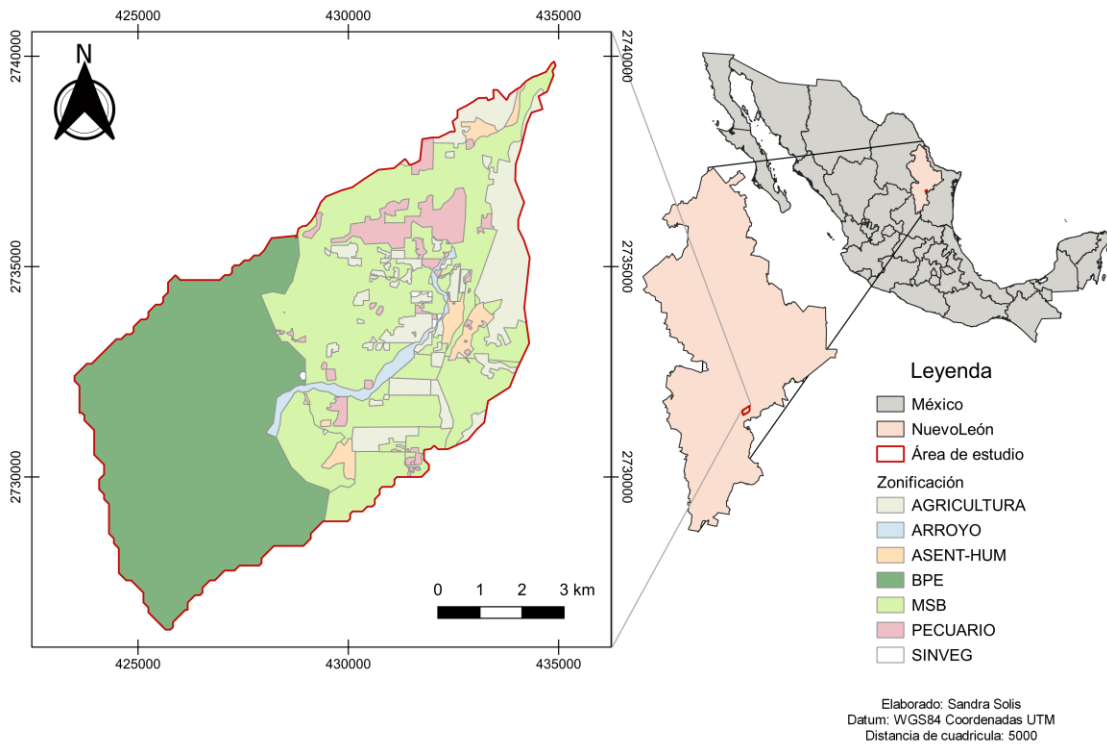 425000
430000
435000
N
2740000
2740000
2735000
2735000
2730000
2730000
0 1 2 3 km
425000
430000
435000
Leyenda
México
NuevoLeón
Área de estudio
Zonificación
AGRICULTURA
ARROYO
ASENT-HUM
BPE
MSB
PECUARIO
SINVEG
Elaborado: Sandra Solis
Datum: WGS84 Coordenadas UTM
Distancia de cuadricula: 5000